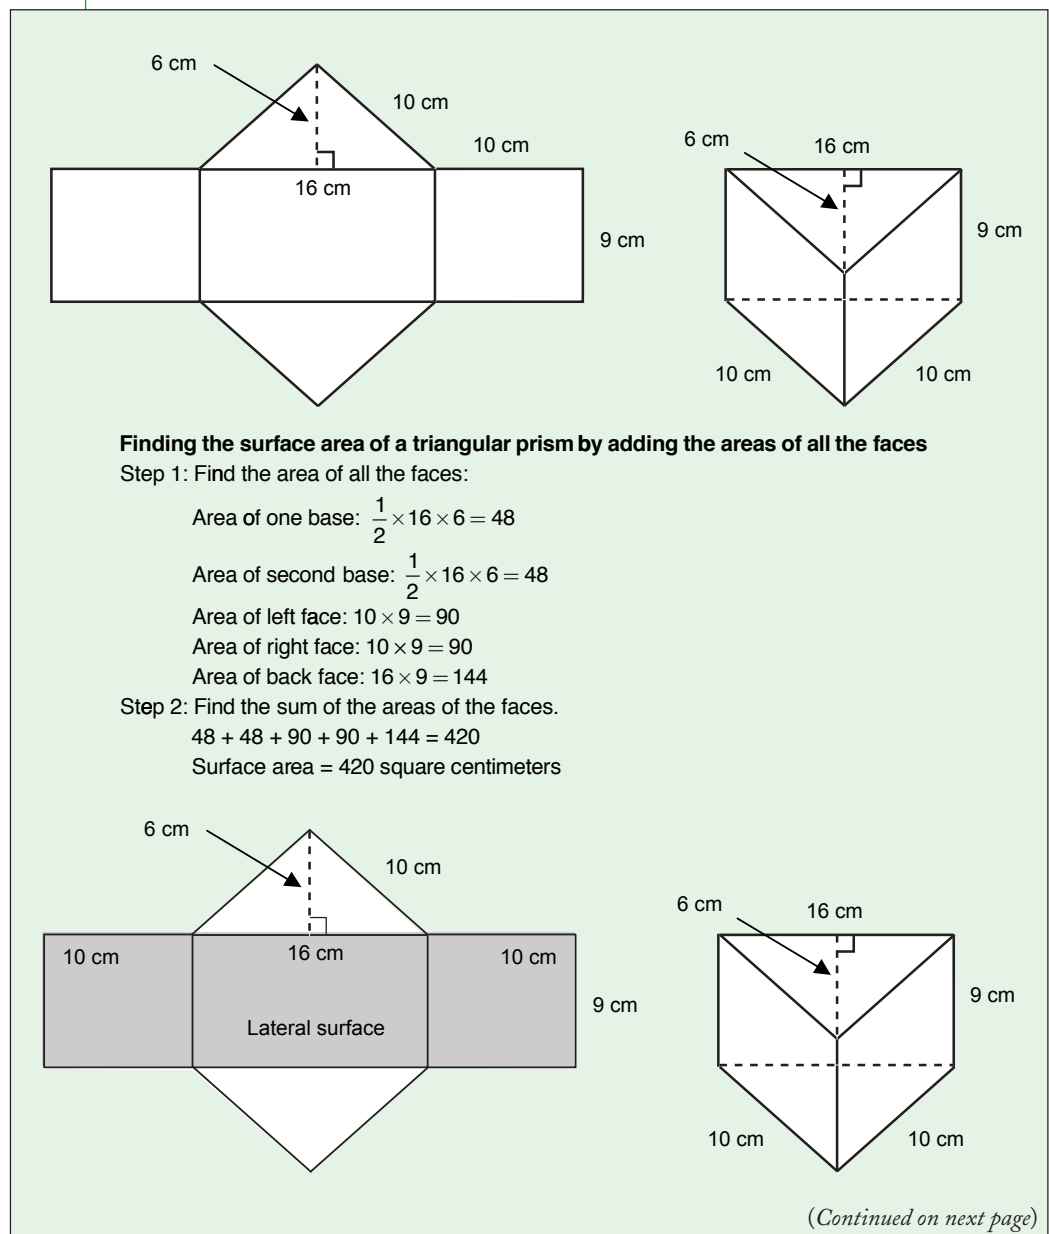 6 cm
10 cm
10 cm
16 cm
9 cm
6 cm
16 cm
9 cm
10 cm
10 cm
Finding the surface area of a triangular prism by adding the areas of all the faces
Step 1: Find the area of all the faces:
Area of one base: 1/2 × 16 × 6 = 48
Area of second base: 1/2 × 16 × 6 = 48
Area of left face: 10 × 9 = 90
Area of right face: 10 × 9 = 90
Area of back face: 16 × 9 = 144
Step 2: Find the sum of the areas of the faces.
48 + 48 + 90 + 90 + 144 = 420
Surface area = 420 square centimeters
6 cm
10 cm
10 cm
16 cm
10 cm
9 cm
Lateral surface
6 cm
16 cm
9 cm
10 cm
10 cm
(Continued on next page)